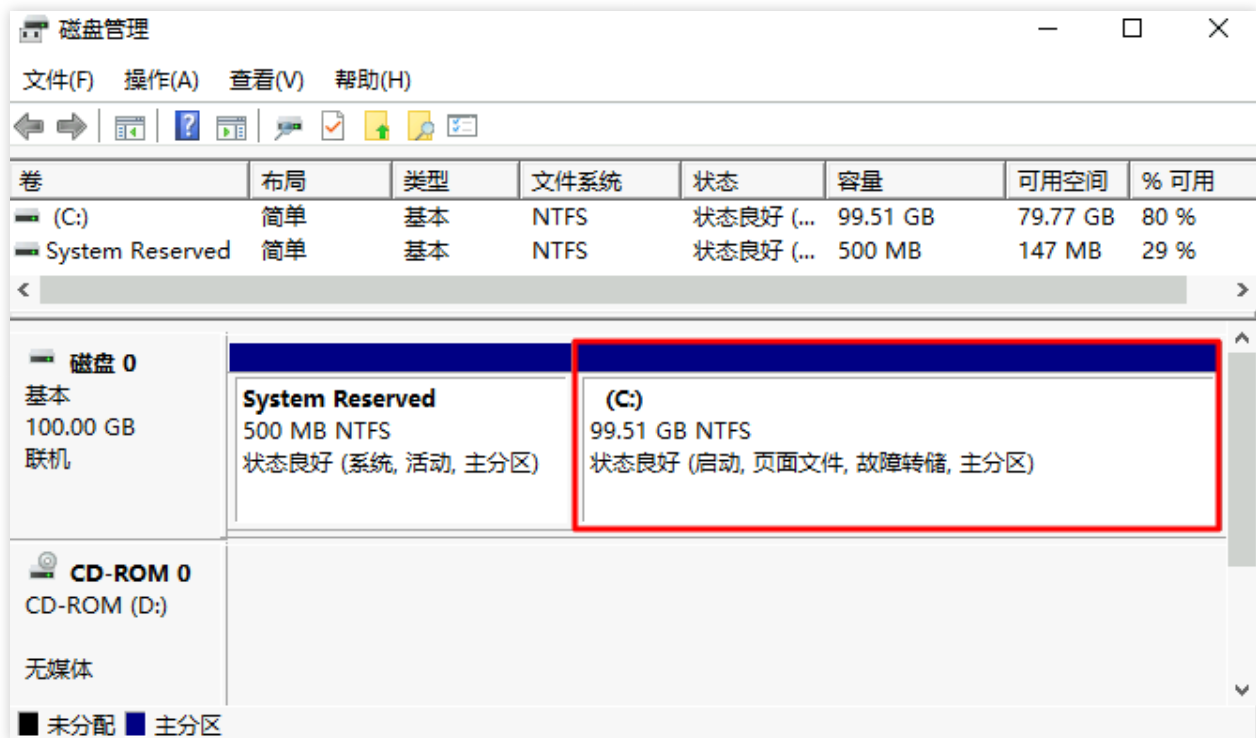 磁盘管理
文件(F) 操作(A) 查看(V) 帮助(H)
卷 布局 类型 文件系统 状态 容量 可用空间 % 可用
(C:) 简单 基本 NTFS 状态良好 (... 99.51 GB 79.77 GB 80 %
System Reserved 简单 基本 NTFS 状态良好 (... 500 MB 147 MB 29 %
磁盘 0
基本
100.00 GB
联机
System Reserved
500 MB NTFS
状态良好 (系统, 活动, 主分区)
(C:)
99.51 GB NTFS
状态良好 (启动, 页面文件, 故障转储, 主分区)
CD-ROM 0
CD-ROM (D:)
无媒体
未分配 主分区